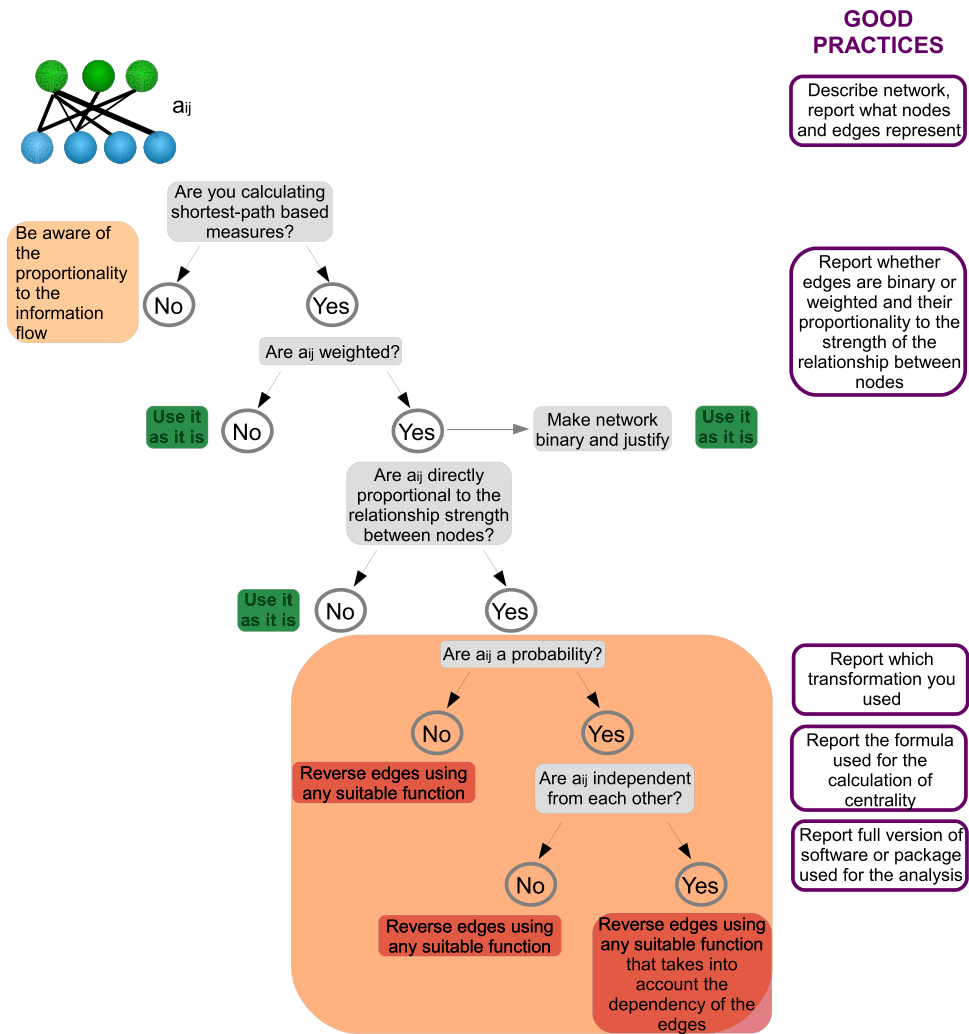 GOOD
PRACTICES
aij
Describe network,
report what nodes
and edges represent
Are you calculating
shortest-path based
measures?
Be aware of
the
proportionality
to the
information
flow
No
Yes
Report whether
edges are binary or
weighted and their
proportionality to the
strength of the
relationship between
nodes
Are aij weighted?
Use it
as it is
No
Yes
Make network
binary and justify
Use it
as it is
Are aij directly
proportional to the
relationship strength
between nodes?
Use it
as it is
No
Yes
Are aij a probability?
Report which
transformation you
used
No
Yes
Reverse edges using
any suitable function
Report the formula
used for the
calculation of
centrality
Are aij independent
from each other?
Report full version of
software or package
used for the analysis
No
Yes
Reverse edges using
any suitable function
Reverse edges using
any suitable function
that takes into
account the
dependency of the
edges